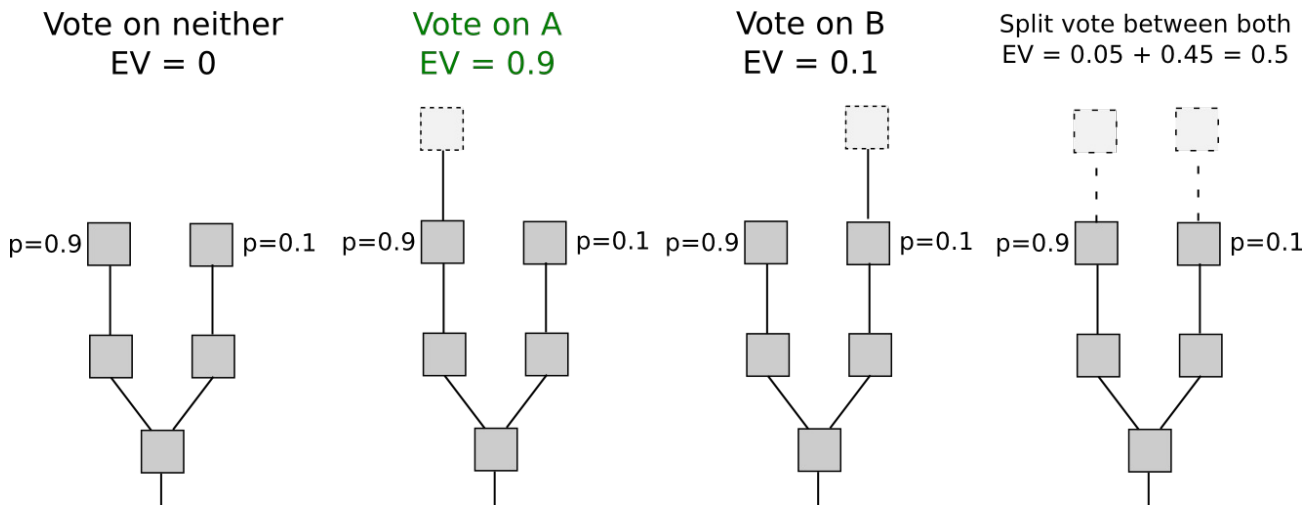 Vote on neither
EV = 0
Vote on A
EV = 0.9
Vote on B
EV = 0.1
Split vote between both
EV = 0.05 + 0.45 = 0.5
p=0.9
p=0.1
p=0.9
p=0.1
p=0.9
p=0.1
p=0.9
p=0.1